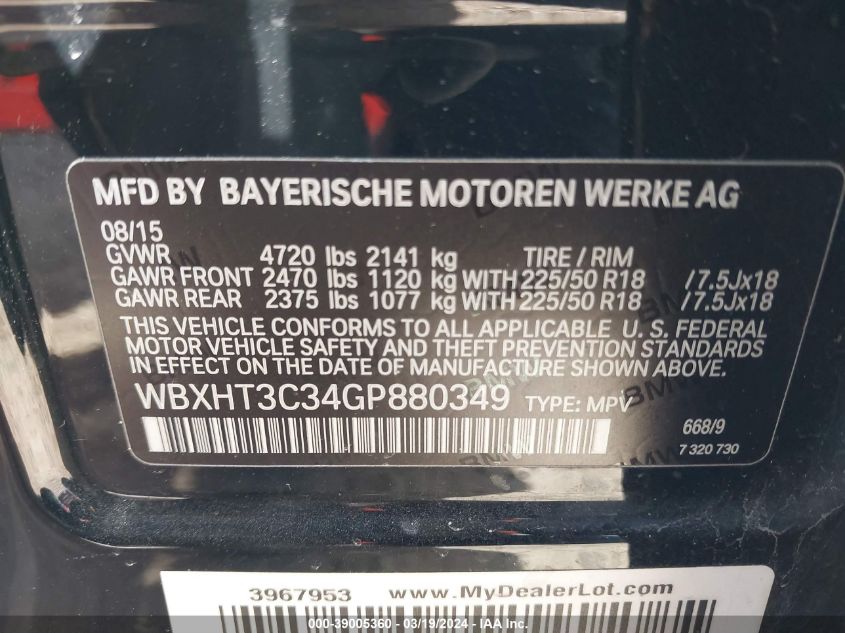 MFD BY BAYERISCHE MOTOREN WERKE AG
08/15
GVWR 4720 lbs 2141 kg TIRE / RIM
GAWR FRONT 2470 lbs 1120 kg WITH 225/50 R18 /7.5Jx18
GAWR REAR 2375 lbs 1077 kg WITH 225/50 R18 /7.5Jx18
THIS VEHICLE CONFORMS TO ALL APPLICABLE U. S. FEDERAL
MOTOR VEHICLE SAFETY AND THEFT PREVENTION STANDARDS
IN EFFECT ON THE DATE OF MANUFACTURE SHOWN ABOVE.
WBXHT3C34GP880349 TYPE: MPV
668/9
7 320 730
3967953 www.MyDealerLot.com
000-39005360 - 03/19/2024 - IAA Inc.